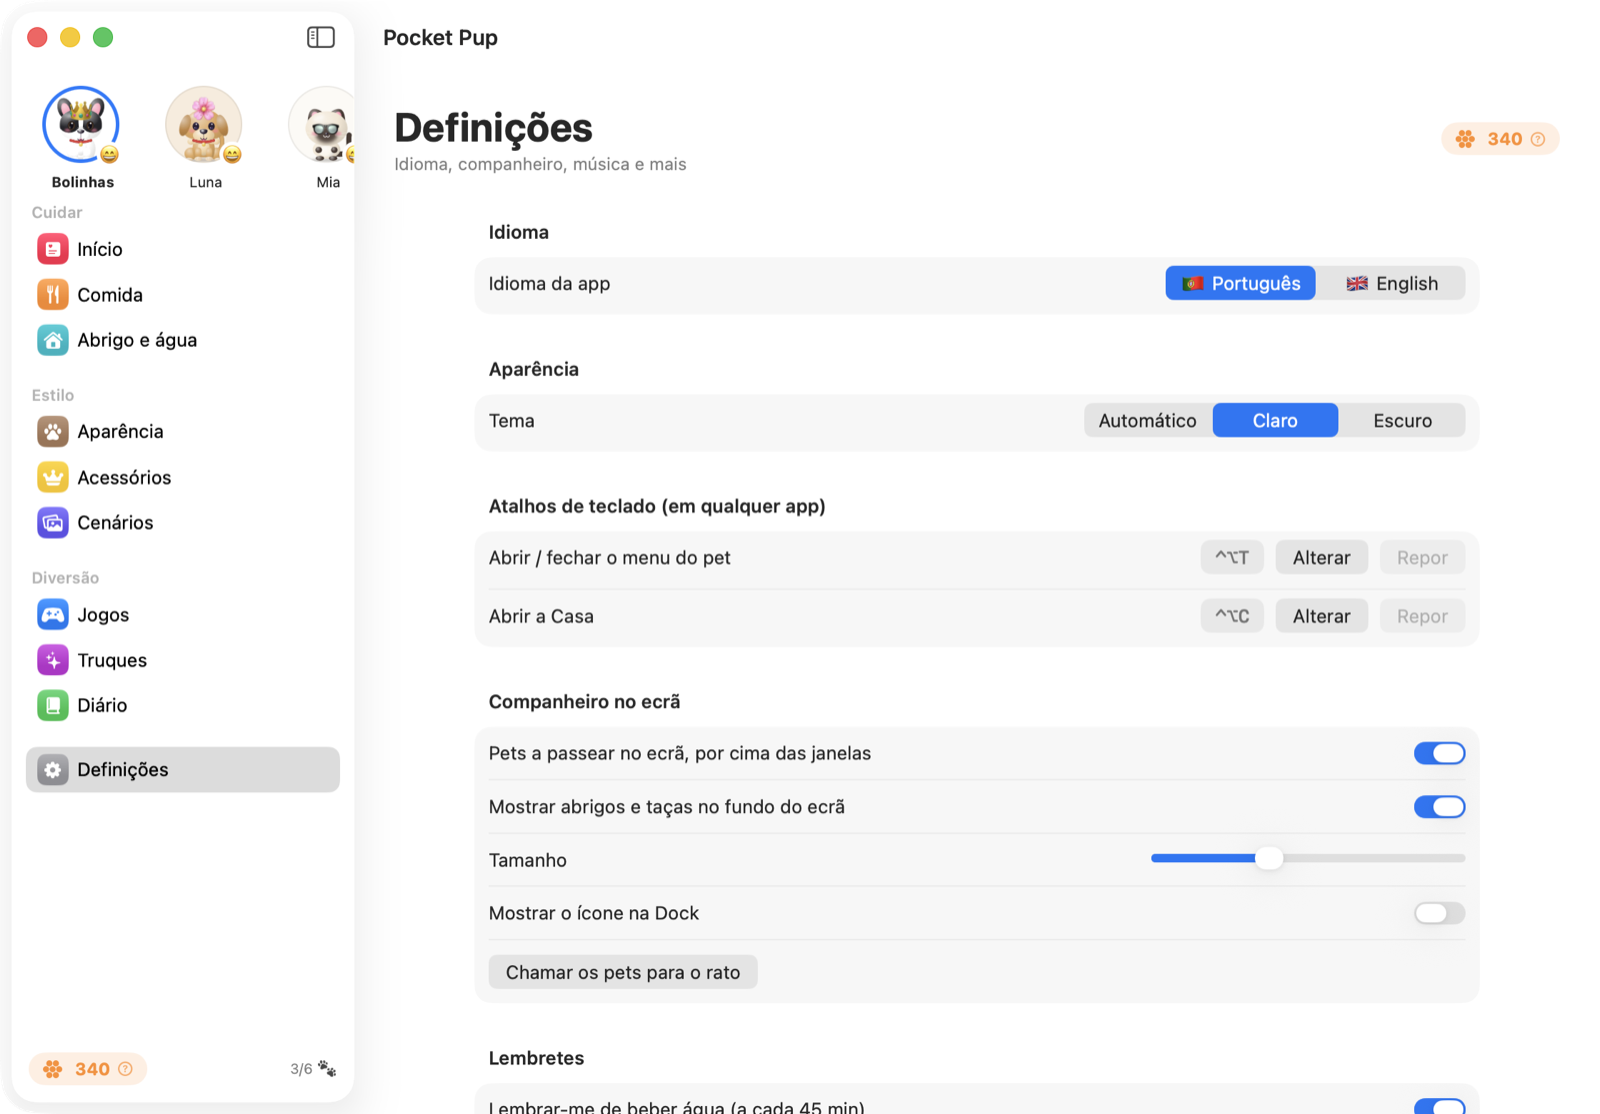 Pocket Pup
Bolinhas
Luna
Mia
Cuidar
Início
Comida
Abrigo e água
Estilo
Aparência
Acessórios
Cenários
Diversão
Jogos
Truques
Diário
Definições
340
3/6
Definições
Idioma, companheiro, música e mais
340
Idioma
Idioma da app
Português
English
Aparência
Tema
Automático
Claro
Escuro
Atalhos de teclado (em qualquer app)
Abrir / fechar o menu do pet
^⌥T
Alterar
Repor
Abrir a Casa
^⌥C
Alterar
Repor
Companheiro no ecrã
Pets a passear no ecrã, por cima das janelas
Mostrar abrigos e taças no fundo do ecrã
Tamanho
Mostrar o ícone na Dock
Chamar os pets para o rato
Lembretes
Lembrar-me de beber água (a cada 45 min)